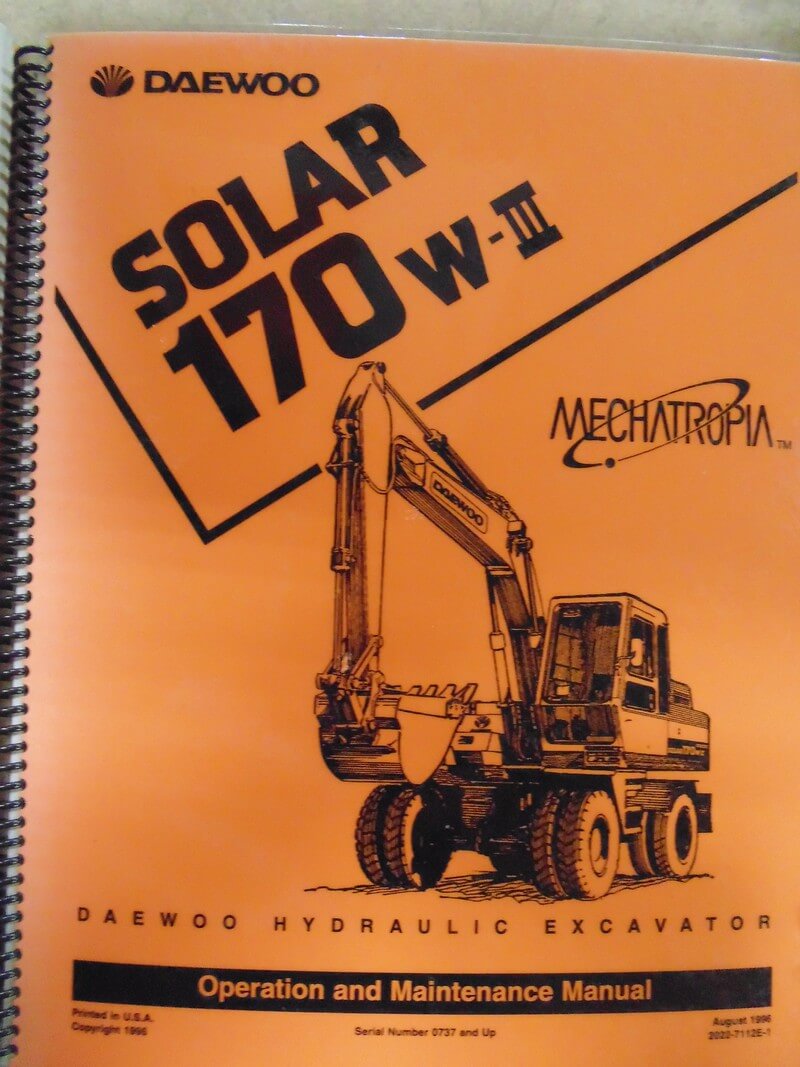 DAEWOO
SOLAR
170 W-III
MECHATROPIA TM
DAEWOO
DAEWOO HYDRAULIC EXCAVATOR
Operation and Maintenance Manual
Printed in U.S.A.
Copyright 1996
Serial Number 0737 and Up
August 1996
2022-7112E-1